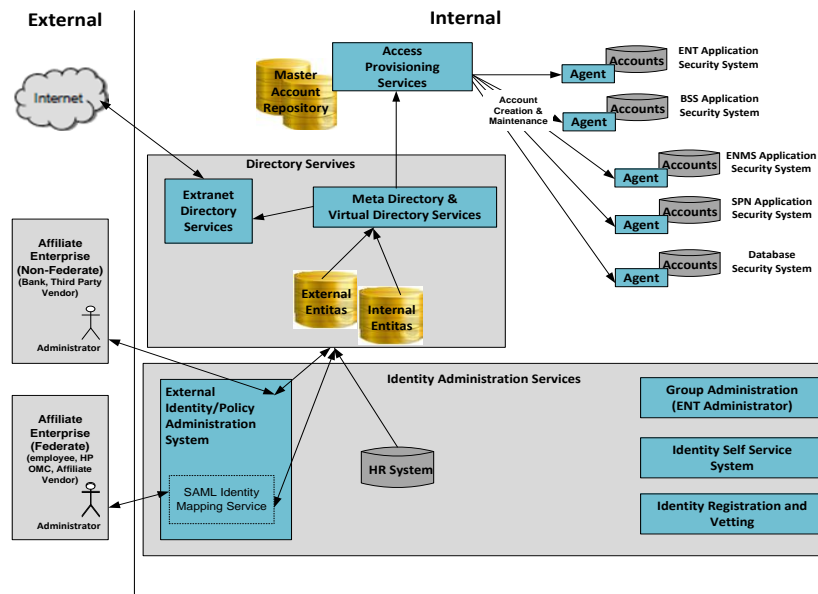 External
Internal
Internet
Master
Account
Repository
Access
Provisioning
Services
Account
Creation &
Maintenance
Agent
Accounts
ENT Application
Security System
Agent
Accounts
BSS Application
Security System
Agent
Accounts
ENMS Application
Security System
Agent
Accounts
SPN Application
Security System
Agent
Accounts
Database
Security System
Directory Servives
Extranet
Directory
Services
Meta Directory &
Virtual Directory Services
External
Entitas
Internal
Entitas
Affiliate
Enterprise
(Non-Federate)
(Bank, Third Party
Vendor)
Administrator
Affiliate
Enterprise
(Federate)
(employee, HP
OMC, Affiliate
Vendor)
Administrator
Identity Administration Services
External
Identity/Policy
Administration
System
SAML Identity
Mapping Service
HR System
Group Administration
(ENT Administrator)
Identity Self Service
System
Identity Registration and
Vetting